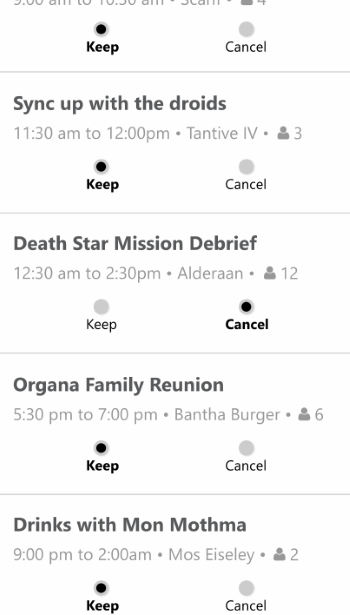 9:00 am to 10:30 am • Scarif • 4
Keep Cancel
Sync up with the droids
11:30 am to 12:00pm • Tantive IV • 3
Keep Cancel
Death Star Mission Debrief
12:30 am to 2:30pm • Alderaan • 12
Keep Cancel
Organa Family Reunion
5:30 pm to 7:00 pm • Bantha Burger • 6
Keep Cancel
Drinks with Mon Mothma
9:00 pm to 2:00am • Mos Eiseley • 2
Keep Cancel